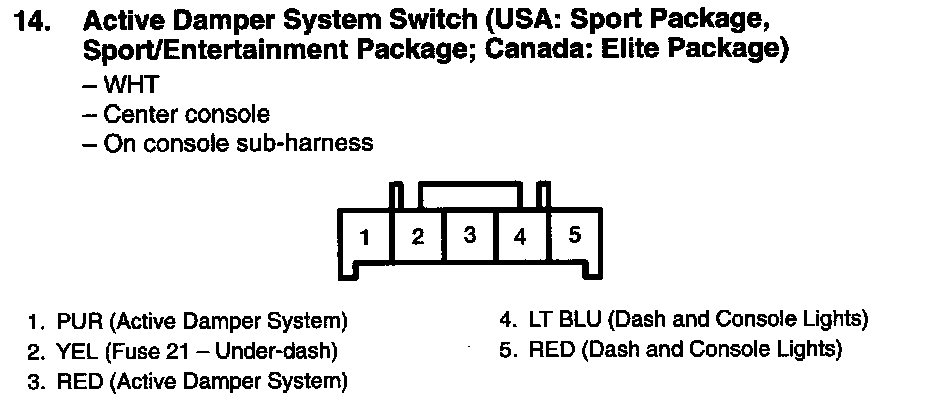 14. Active Damper System Switch (USA: Sport Package,
Sport/Entertainment Package; Canada: Elite Package)
– WHT
– Center console
– On console sub-harness
1 2 3 4 5
1. PUR (Active Damper System)
2. YEL (Fuse 21 – Under-dash)
3. RED (Active Damper System)
4. LT BLU (Dash and Console Lights)
5. RED (Dash and Console Lights)